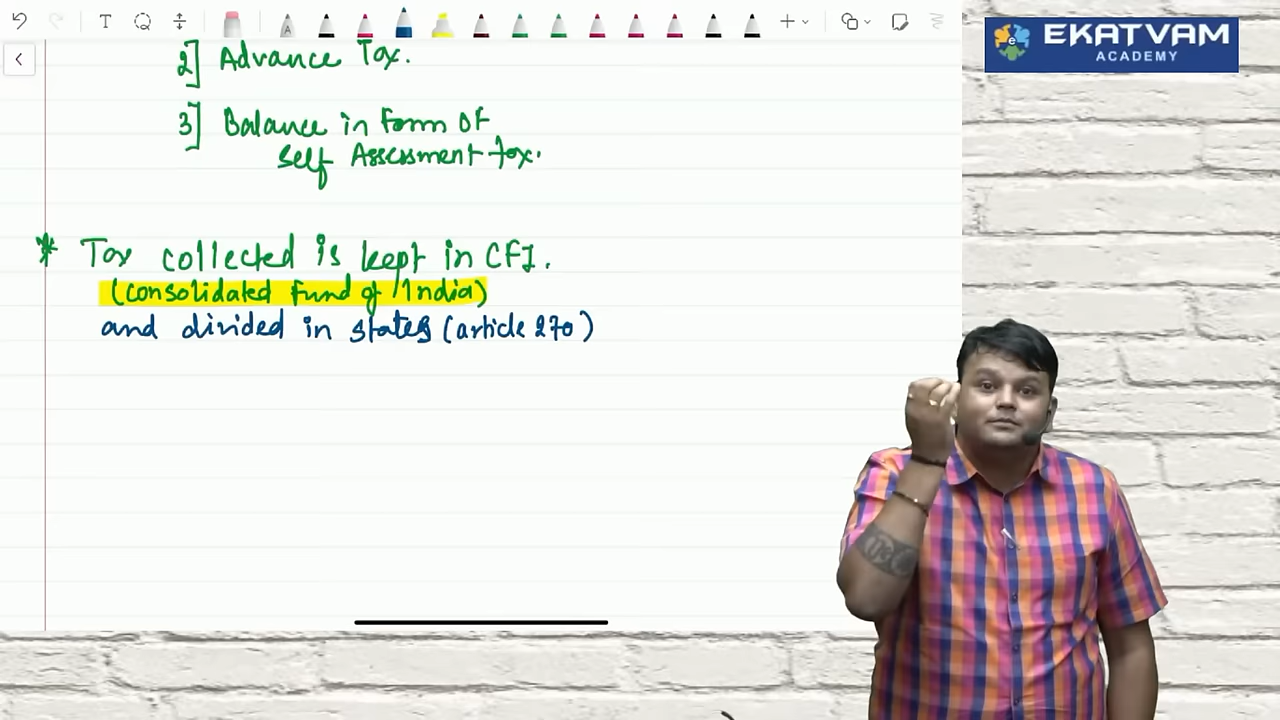 2] Advance Tax.
3] Balance in form of
self Assessment tax.
* Tax collected is kept in CFI.
(consolidated fund of India)
and divided in states (article 270)
EKATVAM
ACADEMY